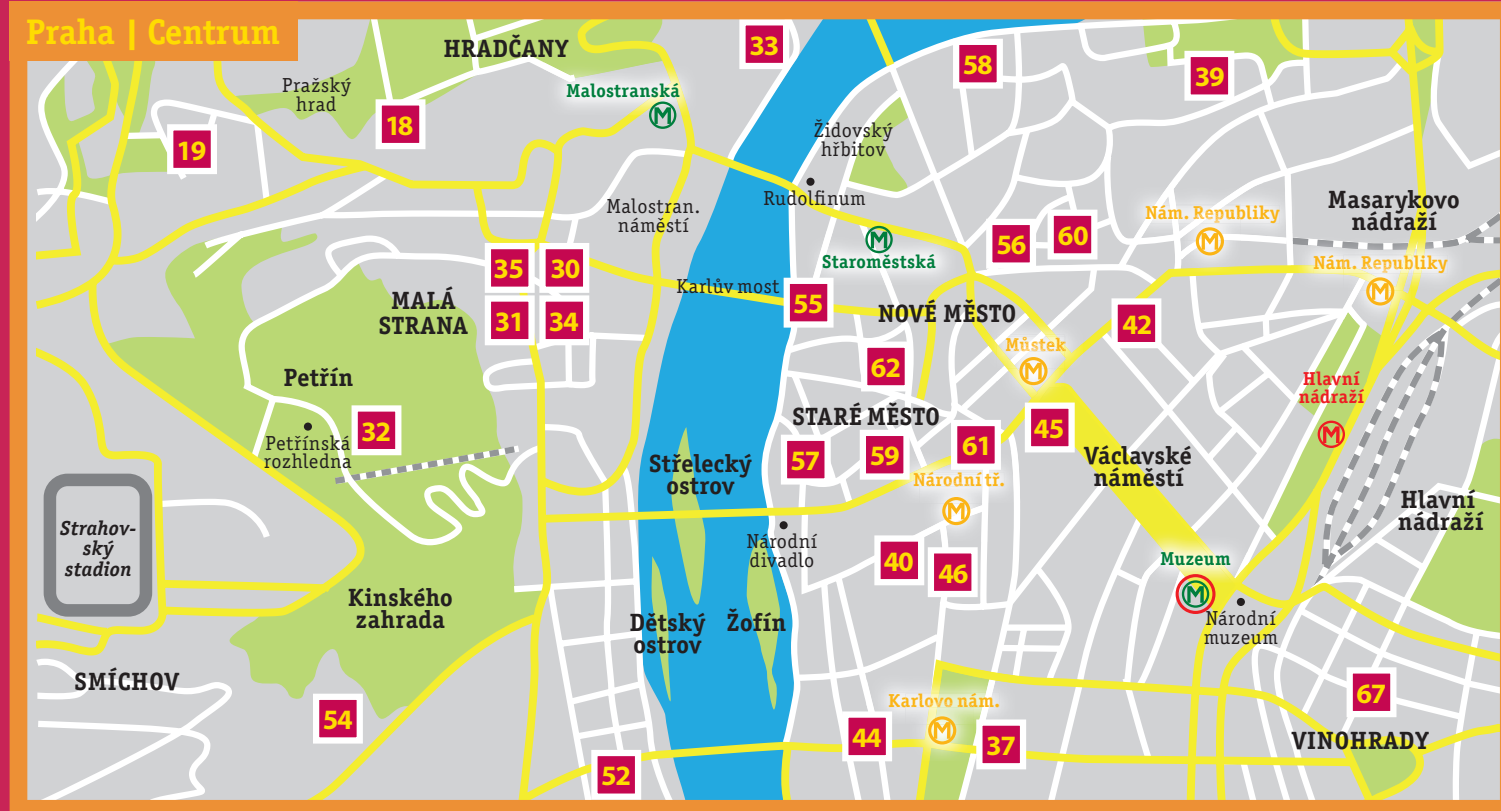 Praha | Centrum
HRADČANY
33
58
39
Pražský
hrad
Malostranská
M
18
19
Židovský
hřbitov
Rudolfinum
Malostran.
náměstí
M
Staroměstská
56
60
Nám. Republiky
M
Masarykovo
nádraží
Nám. Republiky
M
35
30
31
34
MALÁ
STRANA
Karlův most
55
NOVÉ MĚSTO
42
Můstek
M
62
Petřín
32
Petřínská
rozhledna
STARÉ MĚSTO
57
59
61
45
Hlavní
nádraží
M
Václavské
náměstí
Střelecký
ostrov
Národní tř.
M
Hlavní
nádraží
Strahov-
ský
stadion
Národní
divadlo
40
46
Muzeum
M
Národní
muzeum
Kinského
zahrada
Dětský
ostrov
Žofín
SMÍCHOV
54
67
Karlovo nám.
M
44
37
VINOHRADY
52